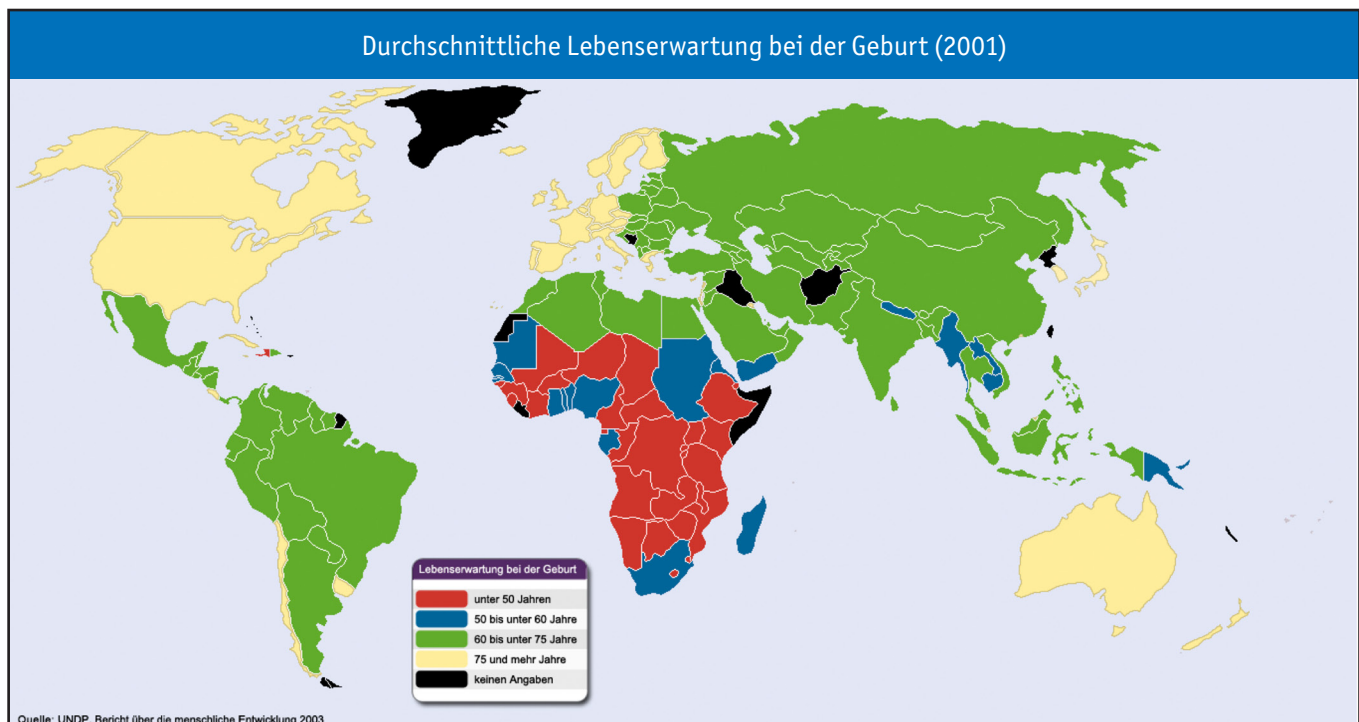 Durchschnittliche Lebenserwartung bei der Geburt (2001)
Lebenserwartung bei der Geburt
unter 50 Jahren
50 bis unter 60 Jahre
60 bis unter 75 Jahre
75 und mehr Jahre
keinen Angaben
Quelle: UNDP, Bericht über die menschliche Entwicklung 2003